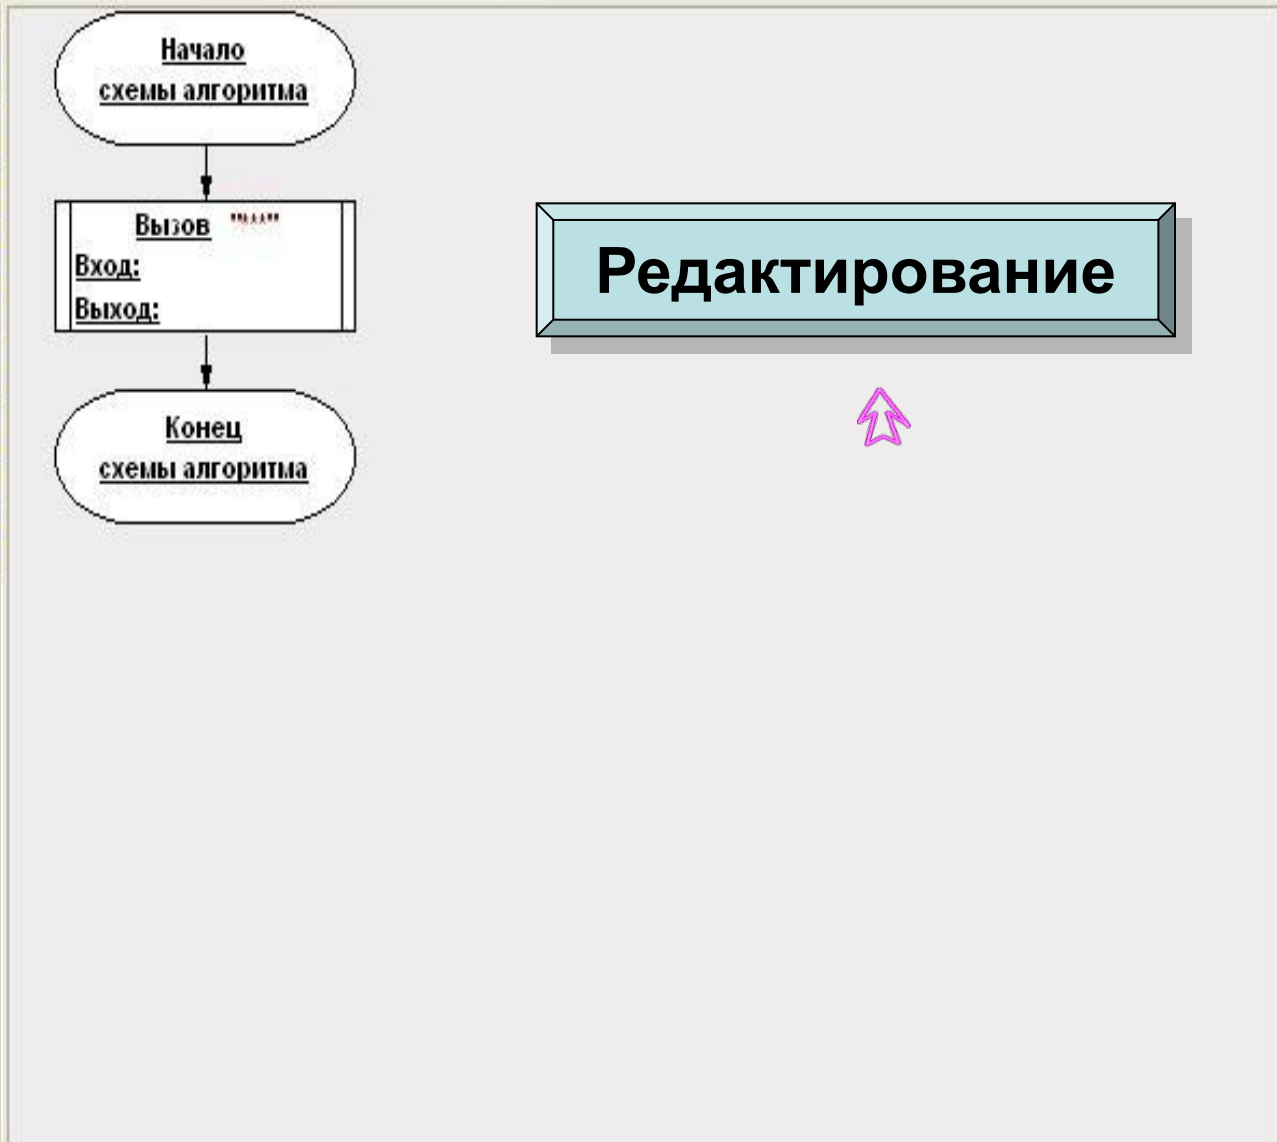 Начало
схемы алгоритма
Вызов
Вход:
Выход:
Конец
схемы алгоритма
Редактирование